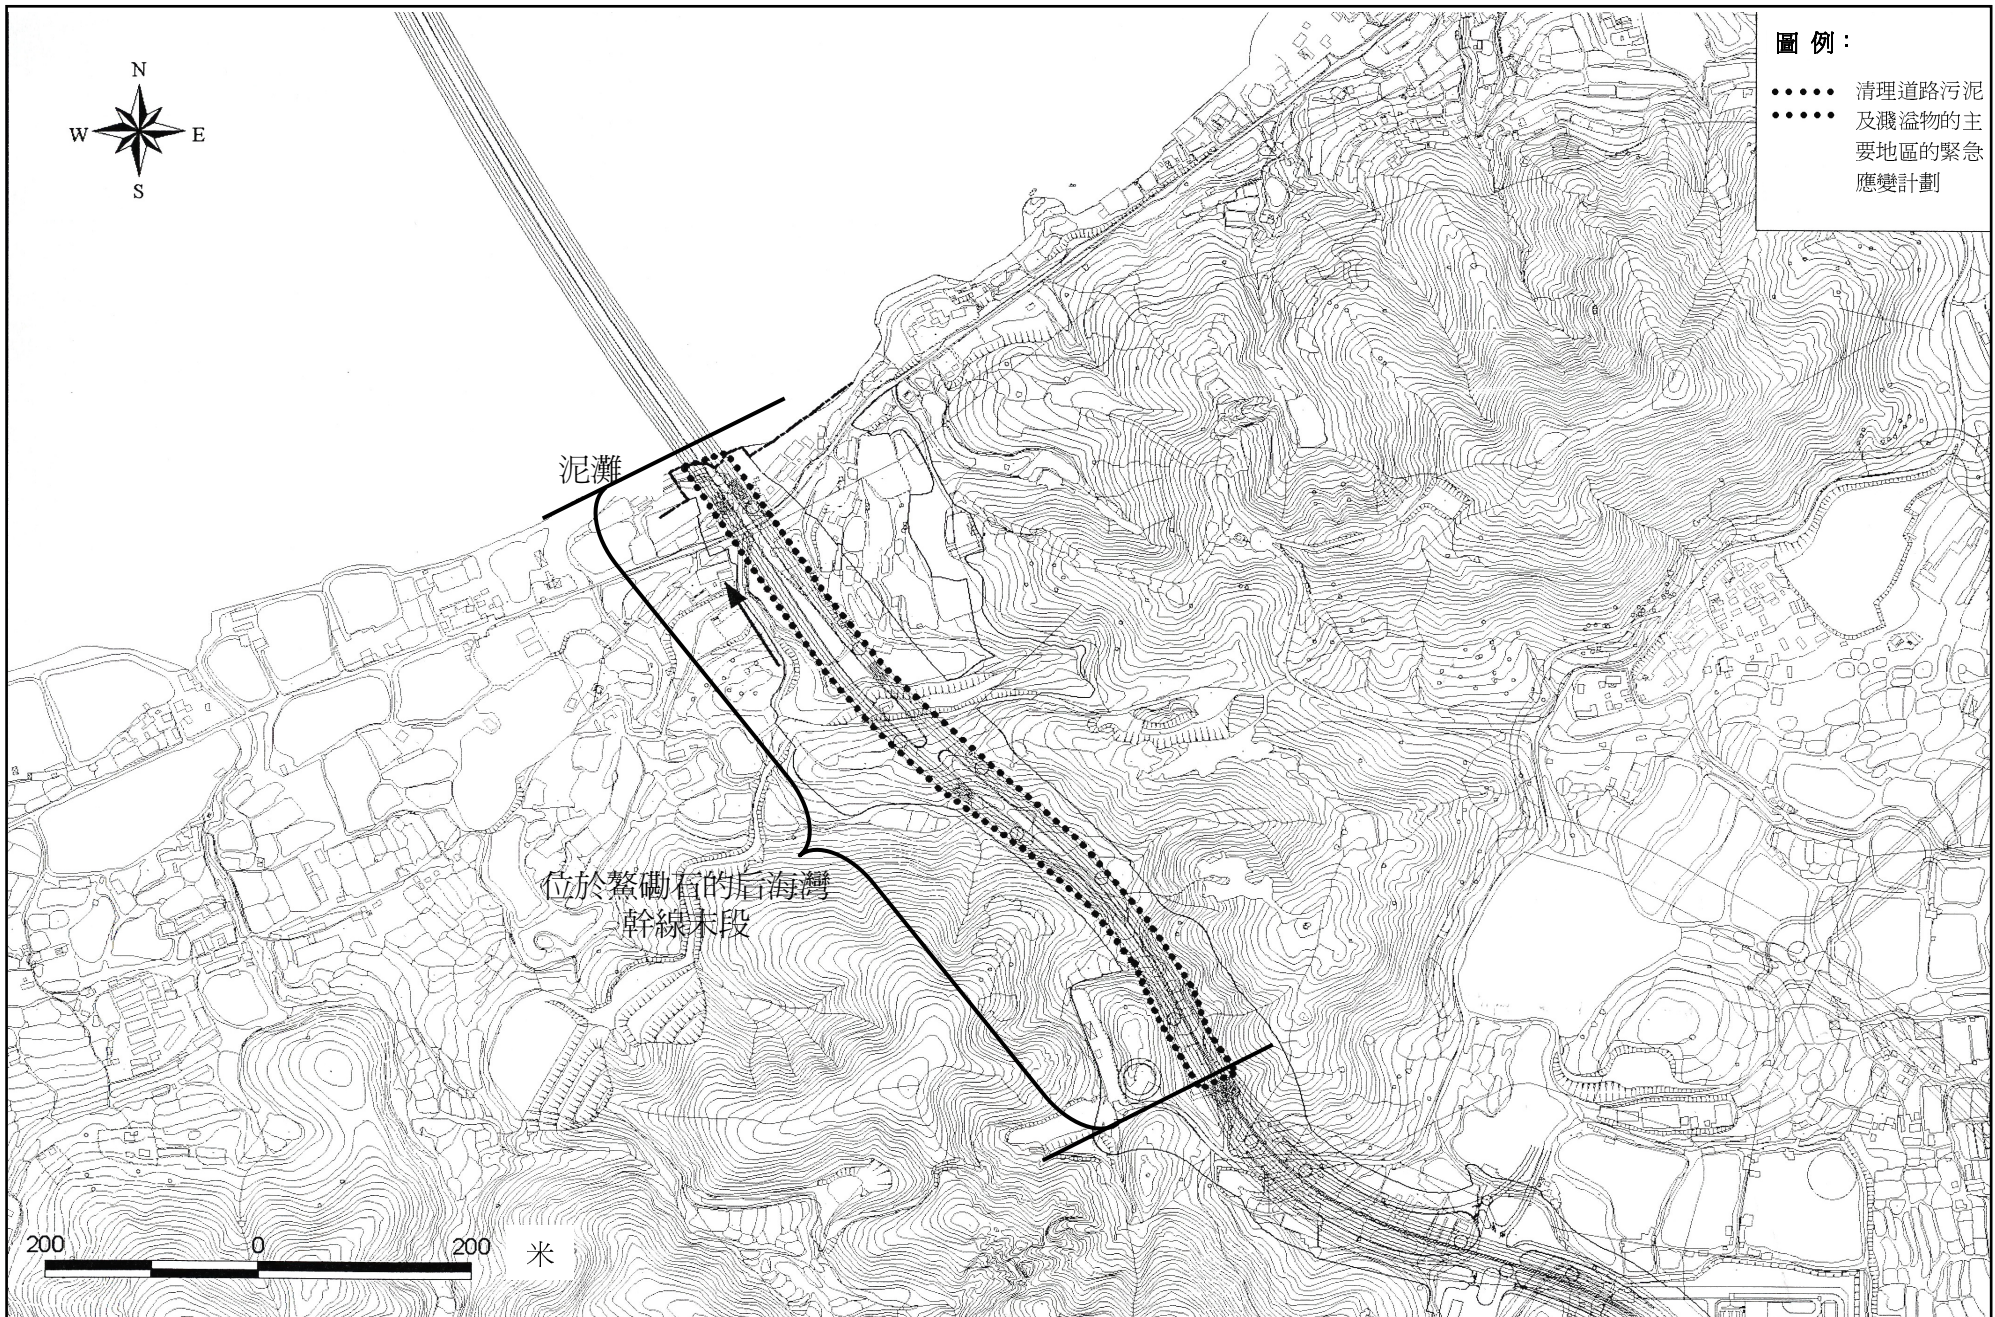 N
W E
S
圖 例：
清理道路污泥
及濺溢物的主
要地區的緊急
應變計劃
泥灘
位於鰲磡石的后海灣
幹線末段
200 0 200 米